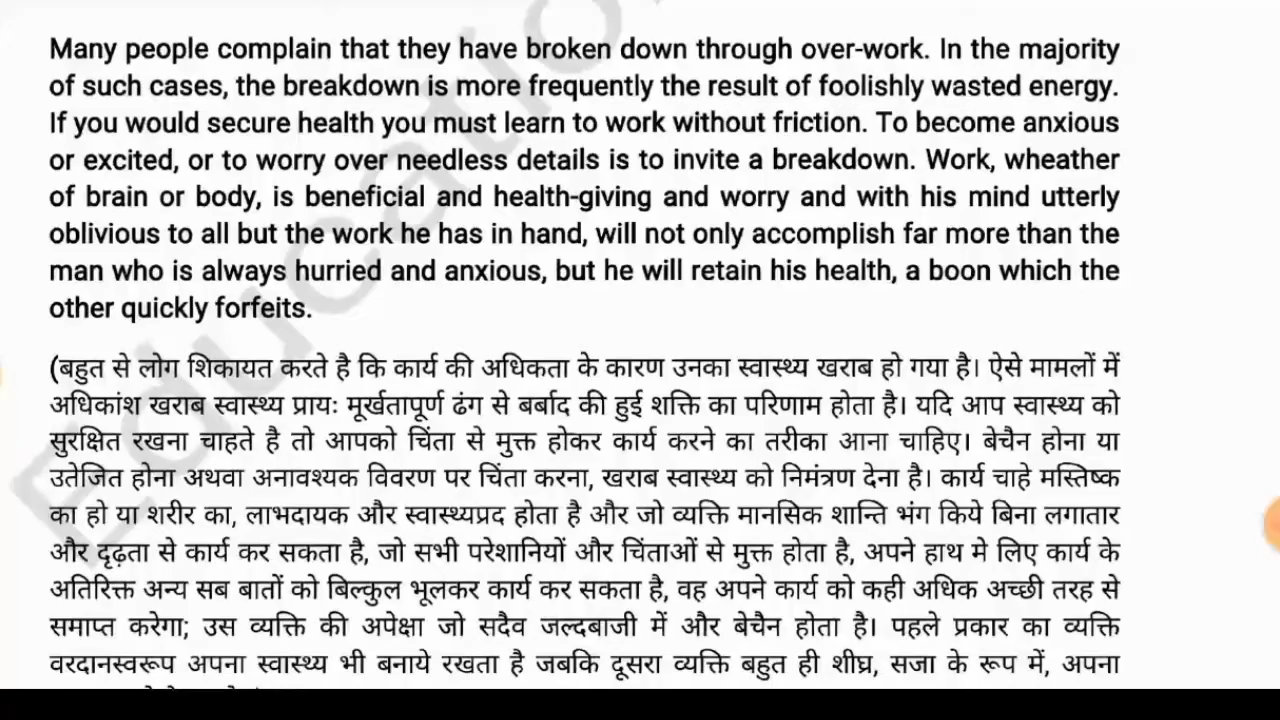 Many people complain that they have broken down through over-work. In the majority
of such cases, the breakdown is more frequently the result of foolishly wasted energy.
If you would secure health you must learn to work without friction. To become anxious
or excited, or to worry over needless details is to invite a breakdown. Work, wheather
of brain or body, is beneficial and health-giving and worry and with his mind utterly
oblivious to all but the work he has in hand, will not only accomplish far more than the
man who is always hurried and anxious, but he will retain his health, a boon which the
other quickly forfeits.
(बहुत से लोग शिकायत करते है कि कार्य की अधिकता के कारण उनका स्वास्थ्य खराब हो गया है। ऐसे मामलों में
अधिकांश खराब स्वास्थ्य प्रायः मूर्खतापूर्ण ढंग से बर्बाद की हुई शक्ति का परिणाम होता है। यदि आप स्वास्थ्य को
सुरक्षित रखना चाहते है तो आपको चिंता से मुक्त होकर कार्य करने का तरीका आना चाहिए। बेचैन होना या
उतेजित होना अथवा अनावश्यक विवरण पर चिंता करना, खराब स्वास्थ्य को निमंत्रण देना है। कार्य चाहे मस्तिष्क
का हो या शरीर का, लाभदायक और स्वास्थ्यप्रद होता है और जो व्यक्ति मानसिक शान्ति भंग किये बिना लगातार
और दृढ़ता से कार्य कर सकता है, जो सभी परेशानियों और चिंताओं से मुक्त होता है, अपने हाथ मे लिए कार्य के
अतिरिक्त अन्य सब बातों को बिल्कुल भूलकर कार्य कर सकता है, वह अपने कार्य को कही अधिक अच्छी तरह से
समाप्त करेगा; उस व्यक्ति की अपेक्षा जो सदैव जल्दबाजी में और बेचैन होता है। पहले प्रकार का व्यक्ति
वरदानस्वरूप अपना स्वास्थ्य भी बनाये रखता है जबकि दूसरा व्यक्ति बहुत ही शीघ्र, सजा के रूप में, अपना
Educatio